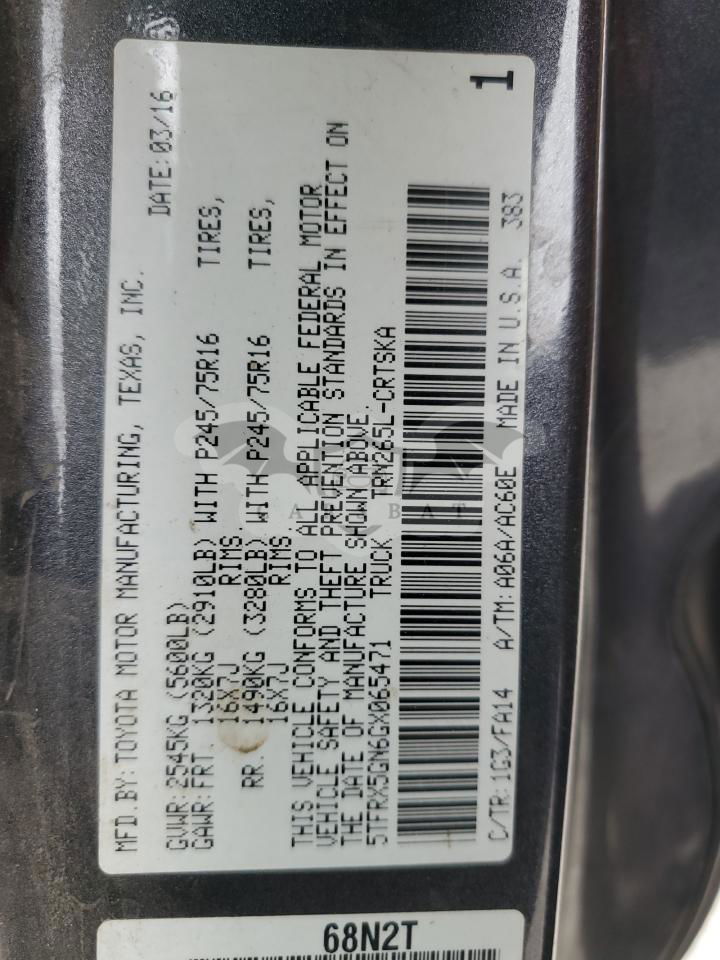 MFD BY: TOYOTA MOTOR MANUFACTURING, TEXAS, INC. DATE: 03/16
GVWR: 2545KG (5600LB)
GAWR: FRT. 1320KG (2910LB) WITH P245/75R16 TIRES,
16X7J RIMS
RR. 1490KG (3280LB) WITH P245/75R16 TIRES,
16X7J RIMS
THIS VEHICLE CONFORMS TO ALL APPLICABLE FEDERAL MOTOR
VEHICLE SAFETY AND THEFT PREVENTION STANDARDS IN EFFECT ON
THE DATE OF MANUFACTURE SHOWN ABOVE.
5TFRX5GN6GX065471 TRUCK TRN265L-CRTSKA
C/TR: 1G3/FA14 A/TM: A06A/AC60E MADE IN U.S.A. 383
1
68N2T